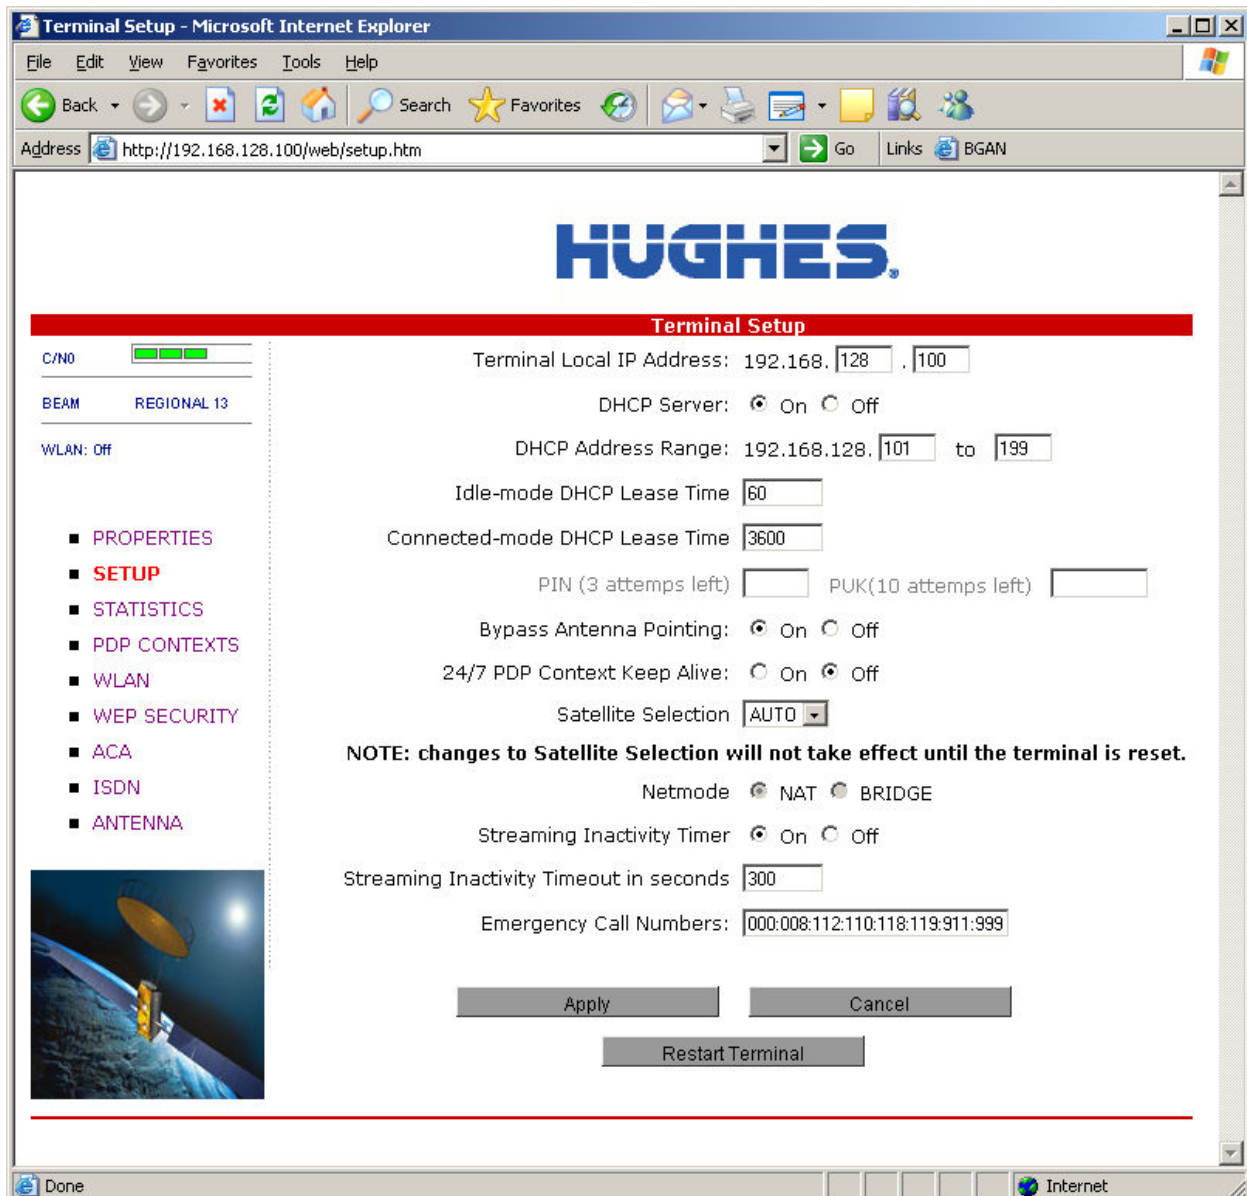 Terminal Setup - Microsoft Internet Explorer
File Edit View Favorites Tools Help
Back Search Favorites
Address http://192.168.128.100/web/setup.htm Go Links BGAN
HUGHES®
Terminal Setup
C/N0
BEAM REGIONAL 13
WLAN: Off
PROPERTIES
SETUP
STATISTICS
PDP CONTEXTS
WLAN
WEP SECURITY
ACA
ISDN
ANTENNA
Terminal Local IP Address: 192.168. 128 . 100
DHCP Server: On Off
DHCP Address Range: 192.168.128. 101 to 199
Idle-mode DHCP Lease Time 60
Connected-mode DHCP Lease Time 3600
PIN (3 attemps left) PUK(10 attemps left)
Bypass Antenna Pointing: On Off
24/7 PDP Context Keep Alive: On Off
Satellite Selection AUTO
NOTE: changes to Satellite Selection will not take effect until the terminal is reset.
Netmode NAT BRIDGE
Streaming Inactivity Timer On Off
Streaming Inactivity Timeout in seconds 300
Emergency Call Numbers: 000:008:112:110:118:119:911:999
Apply Cancel
Restart Terminal
Done Internet